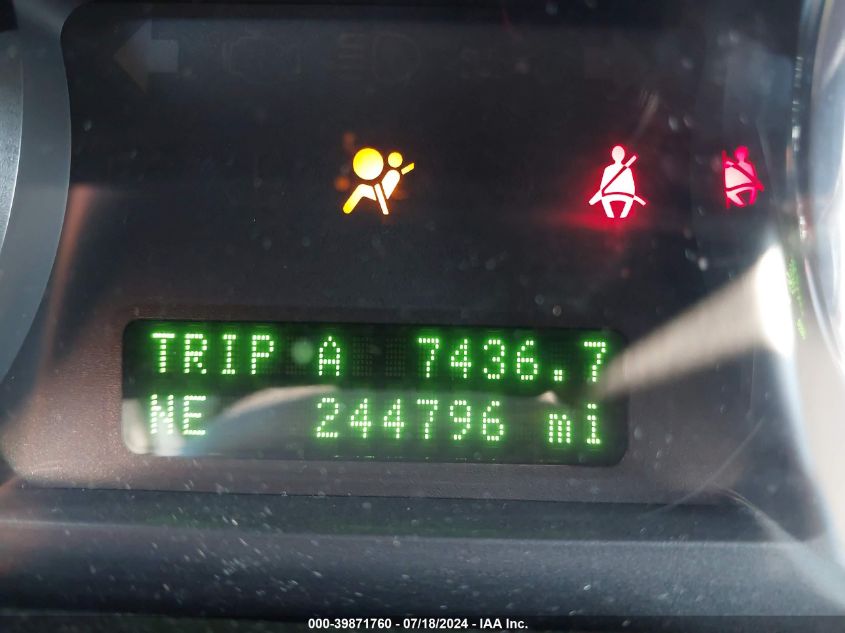 TRIP A 7436.7
NE 244796 mi
000-39871760 - 07/18/2024 - IAA Inc.